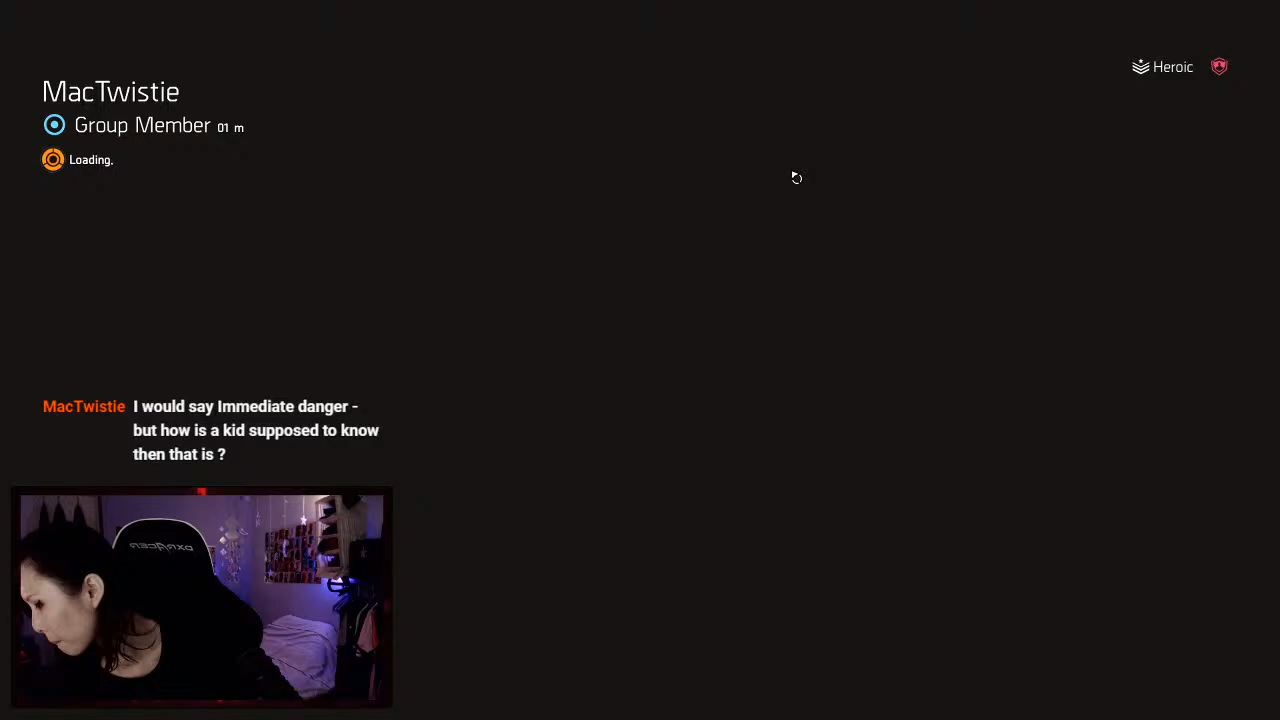 MacTwistie
Group Member 01 m
Loading.
Heroic
MacTwistie I would say Immediate danger -
but how is a kid supposed to know
then that is ?
DXRACER